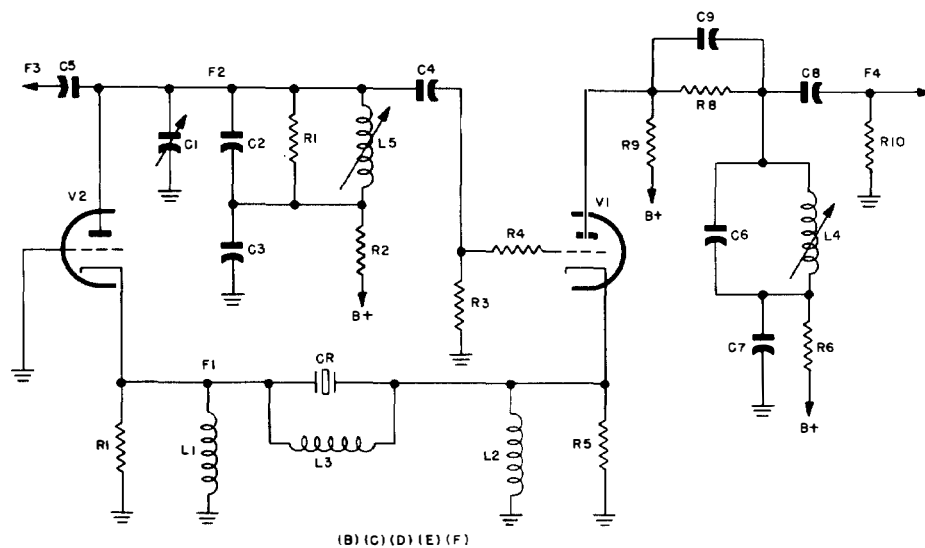 C9
F3
C5
F2
C4
C8
F4
R8
C1
C2
R1
L5
R9
R10
V2
B+
V1
C3
R2
R4
C6
L4
B+
R3
C7
R6
F1
CR
B+
R1
L1
L3
L2
R5
(B)(C)(D)(E)(F)